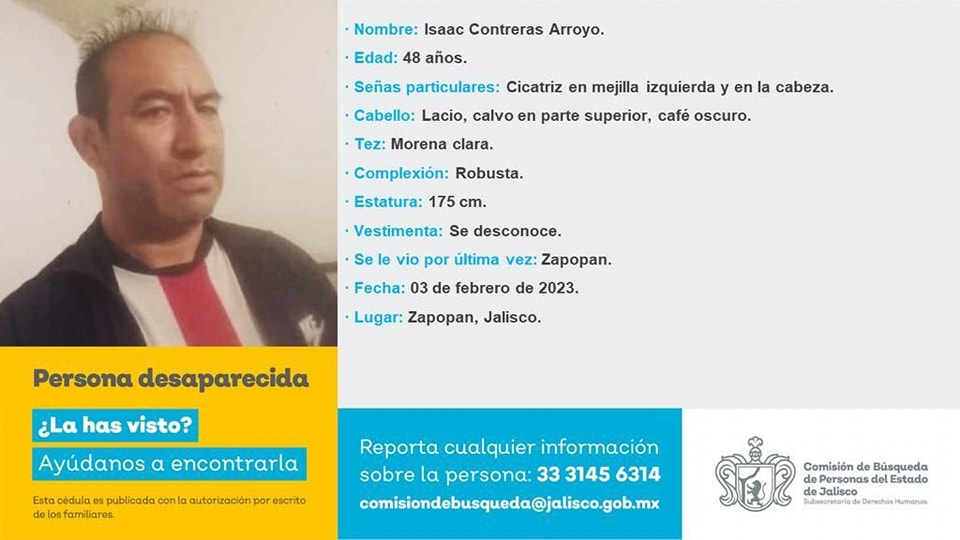 · Nombre: Isaac Contreras Arroyo.
· Edad: 48 años.
· Señas particulares: Cicatriz en mejilla izquierda y en la cabeza.
· Cabello: Lacio, calvo en parte superior, café oscuro.
· Tez: Morena clara.
· Complexión: Robusta.
· Estatura: 175 cm.
· Vestimenta: Se desconoce.
· Se le vio por última vez: Zapopan.
· Fecha: 03 de febrero de 2023.
· Lugar: Zapopan, Jalisco.
Persona desaparecida
¿La has visto?
Ayúdanos a encontrarla
Esta cédula es publicada con la autorización por escrito
de los familiares.
Reporta cualquier información
sobre la persona: 33 3145 6314
comisiondebusqueda@jalisco.gob.mx
Comisión de Búsqueda
de Personas del Estado
de Jalisco
Subsecretaría de Derechos Humanos